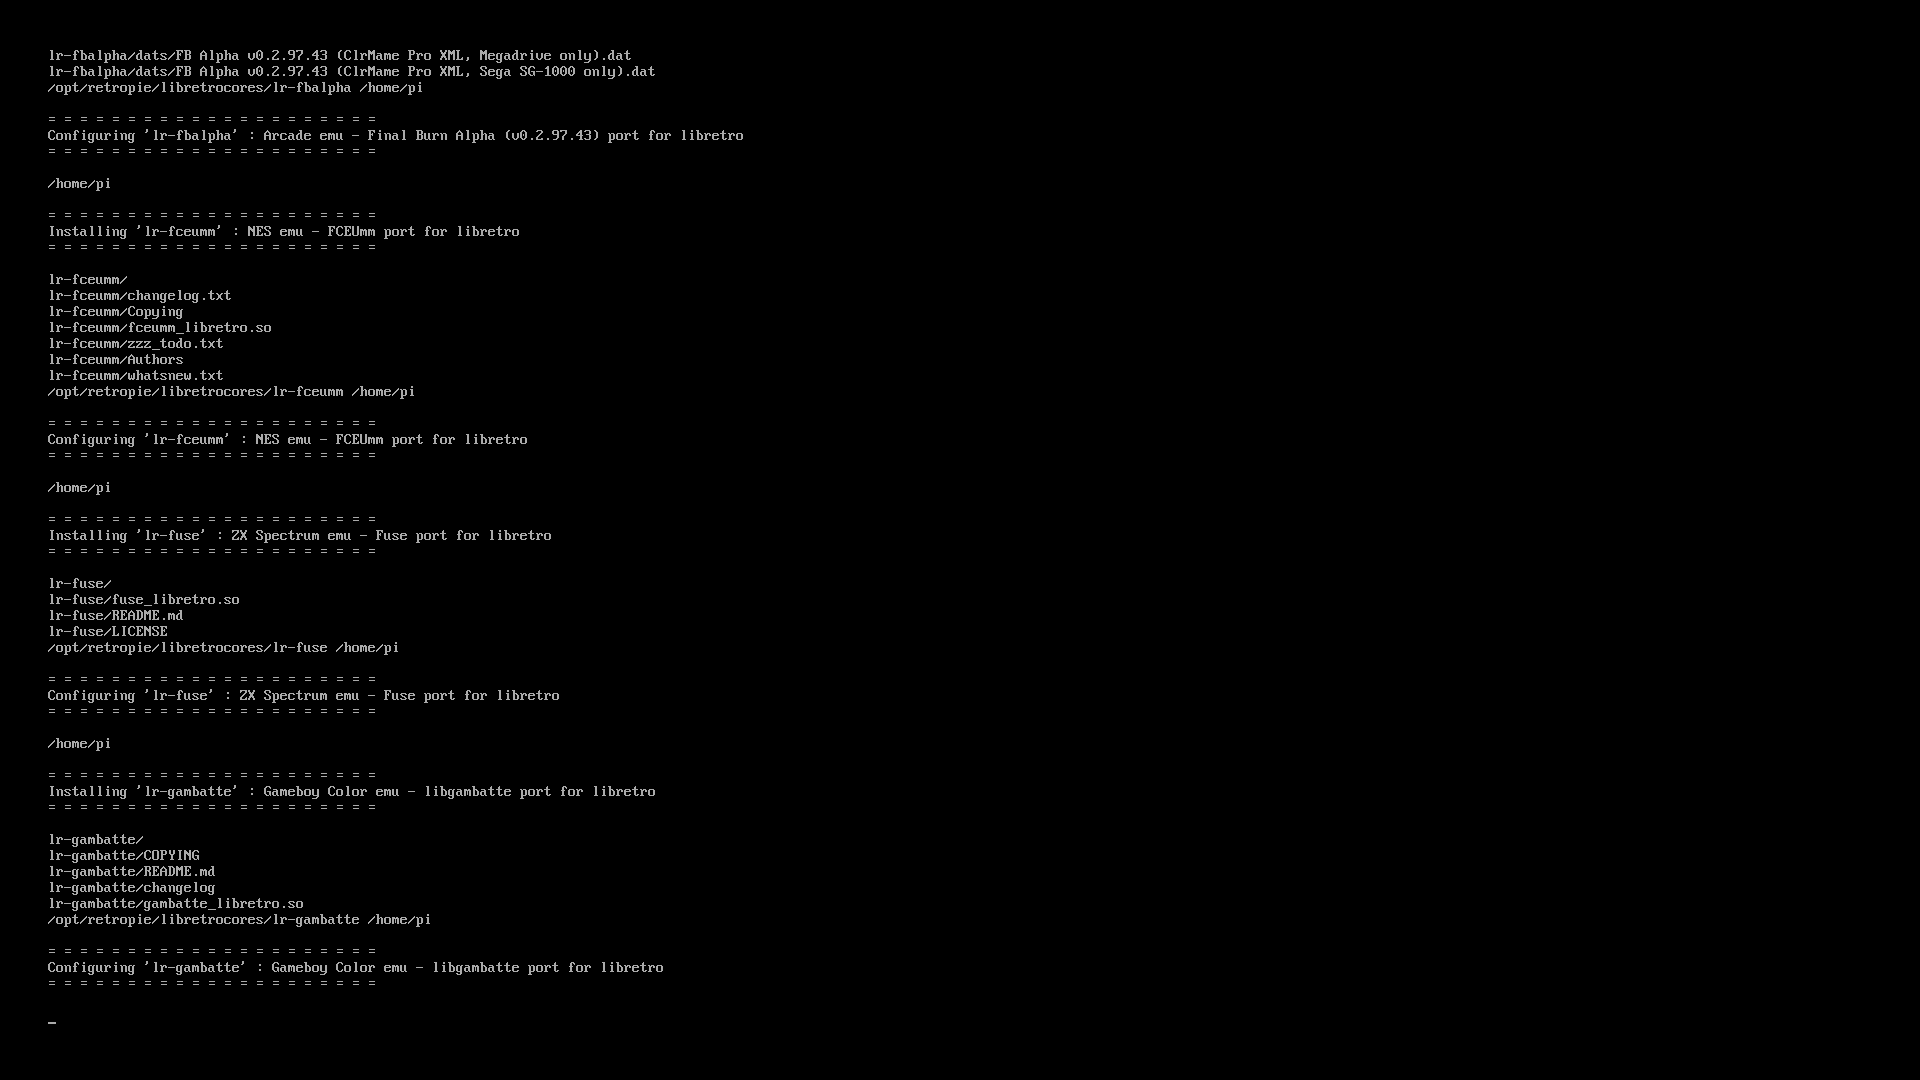 lr-fbalpha/dats/FB Alpha v0.2.97.43 (ClrMame Pro XML, Megadrive only).dat
lr-fbalpha/dats/FB Alpha v0.2.97.43 (ClrMame Pro XML, Sega SG-1000 only).dat
/opt/retropie/libretrocores/lr-fbalpha /home/pi
= = = = = = = = = = = = = = = = = = = = =
Configuring 'lr-fbalpha' : Arcade emu - Final Burn Alpha (v0.2.97.43) port for libretro
= = = = = = = = = = = = = = = = = = = = =
/home/pi
= = = = = = = = = = = = = = = = = = = = =
Installing 'lr-fceumm' : NES emu - FCEUmm port for libretro
= = = = = = = = = = = = = = = = = = = = =
lr-fceumm/
lr-fceumm/changelog.txt
lr-fceumm/Copying
lr-fceumm/fceumm_libretro.so
lr-fceumm/zzz_todo.txt
lr-fceumm/Authors
lr-fceumm/whatsnew.txt
/opt/retropie/libretrocores/lr-fceumm /home/pi
= = = = = = = = = = = = = = = = = = = = =
Configuring 'lr-fceumm' : NES emu - FCEUmm port for libretro
= = = = = = = = = = = = = = = = = = = = =
/home/pi
= = = = = = = = = = = = = = = = = = = = =
Installing 'lr-fuse' : ZX Spectrum emu - Fuse port for libretro
= = = = = = = = = = = = = = = = = = = = =
lr-fuse/
lr-fuse/fuse_libretro.so
lr-fuse/README.md
lr-fuse/LICENSE
/opt/retropie/libretrocores/lr-fuse /home/pi
= = = = = = = = = = = = = = = = = = = = =
Configuring 'lr-fuse' : ZX Spectrum emu - Fuse port for libretro
= = = = = = = = = = = = = = = = = = = = =
/home/pi
= = = = = = = = = = = = = = = = = = = = =
Installing 'lr-gambatte' : Gameboy Color emu - libgambatte port for libretro
= = = = = = = = = = = = = = = = = = = = =
lr-gambatte/
lr-gambatte/COPYING
lr-gambatte/README.md
lr-gambatte/changelog
lr-gambatte/gambatte_libretro.so
/opt/retropie/libretrocores/lr-gambatte /home/pi
= = = = = = = = = = = = = = = = = = = = =
Configuring 'lr-gambatte' : Gameboy Color emu - libgambatte port for libretro
= = = = = = = = = = = = = = = = = = = = =
_